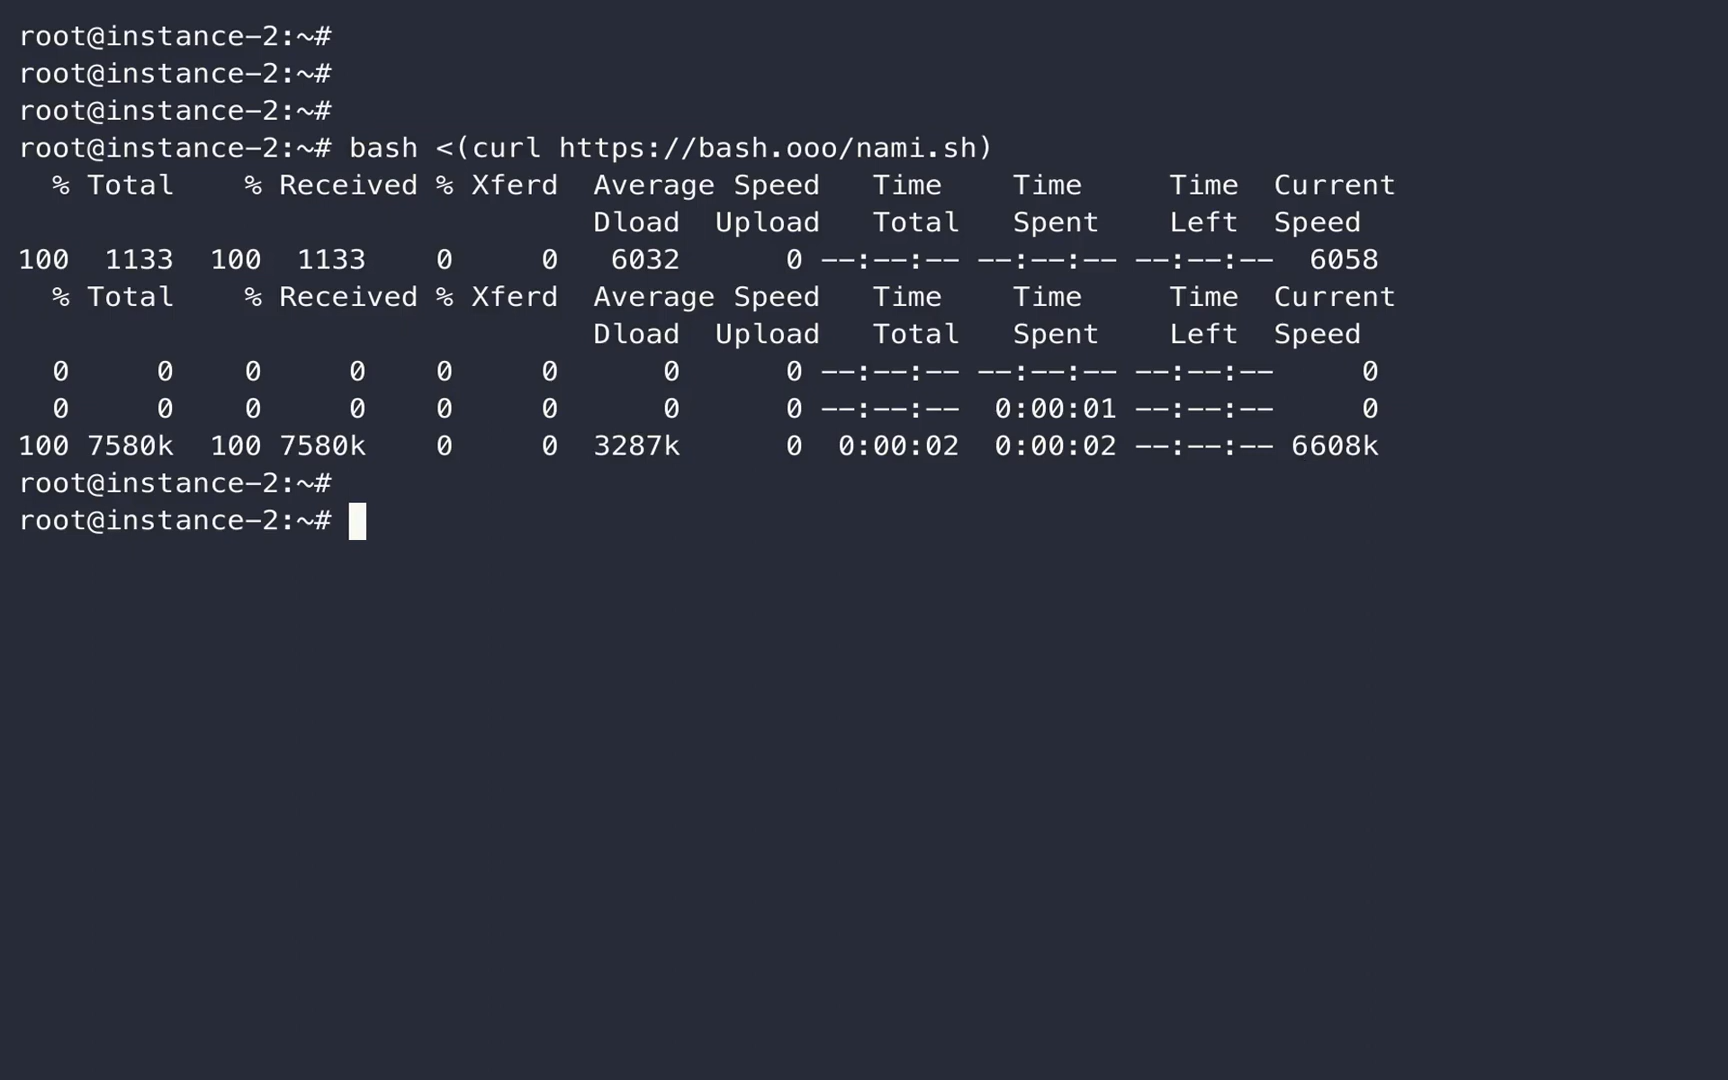 root@instance-2:~#
root@instance-2:~#
root@instance-2:~#
root@instance-2:~# bash <(curl https://bash.ooo/nami.sh)
  % Total    % Received % Xferd  Average Speed   Time    Time     Time  Current
                                 Dload  Upload   Total   Spent    Left  Speed
100  1133  100  1133    0     0   6032      0 --:--:-- --:--:-- --:--:--  6058
  % Total    % Received % Xferd  Average Speed   Time    Time     Time  Current
                                 Dload  Upload   Total   Spent    Left  Speed
  0     0    0     0    0     0      0      0 --:--:-- --:--:-- --:--:--     0
  0     0    0     0    0     0      0      0 --:--:--  0:00:01 --:--:--     0
100 7580k  100 7580k    0     0  3287k      0  0:00:02  0:00:02 --:--:-- 6608k
root@instance-2:~#
root@instance-2:~#